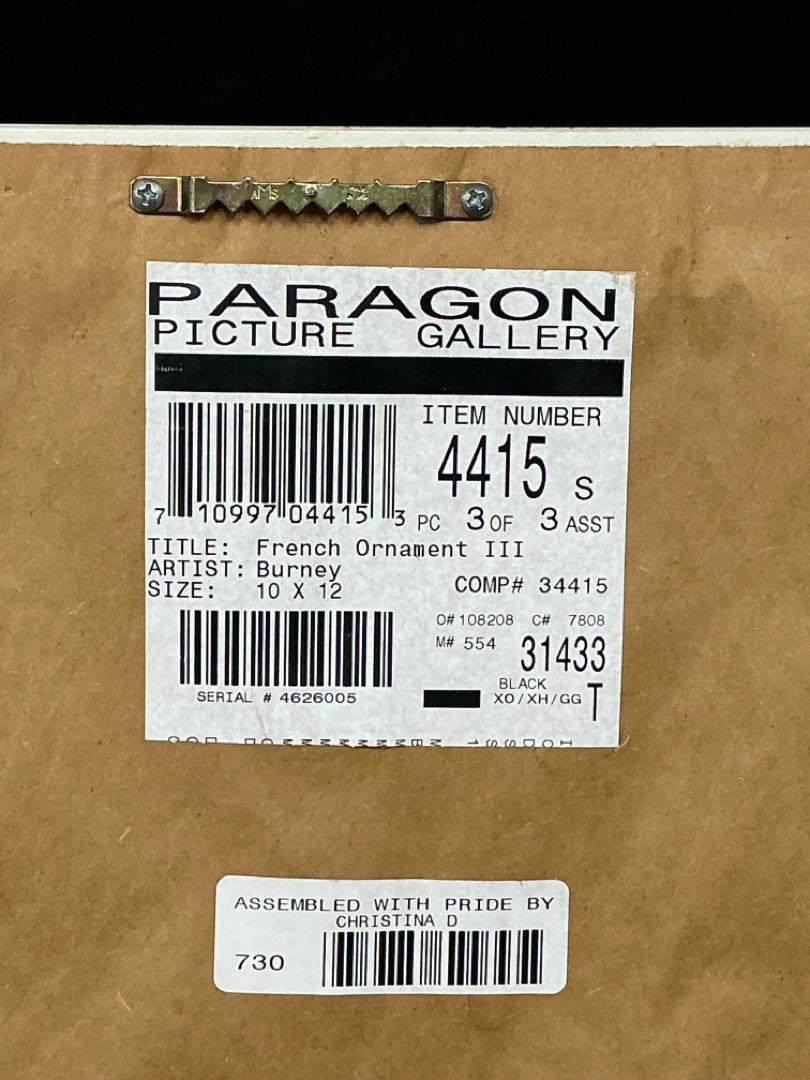 PARAGON
PICTURE GALLERY
ITEM NUMBER
4415 S
7 10997 04415 3
PC 3 OF 3 ASST
TITLE: French Ornament III
ARTIST: Burney
SIZE: 10 X 12
COMP# 34415
O# 108208 C# 7808
M# 554 31433
BLACK
XO/XH/GG T
SERIAL # 4626005
ASSEMBLED WITH PRIDE BY
CHRISTINA D
730